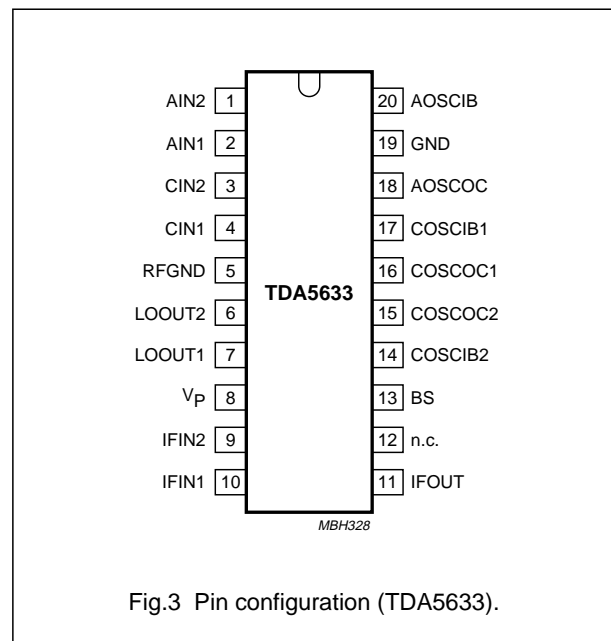 AIN2 1 20 AOSCIB
AIN1 2 19 GND
CIN2 3 18 AOSCOC
CIN1 4 17 COSCIB1
RFGND 5 16 COSCOC1
TDA5633
LOOUT2 6 15 COSCOC2
LOOUT1 7 14 COSCIB2
VP 8 13 BS
IFIN2 9 12 n.c.
IFIN1 10 11 IFOUT
MBH328
Fig.3 Pin configuration (TDA5633).